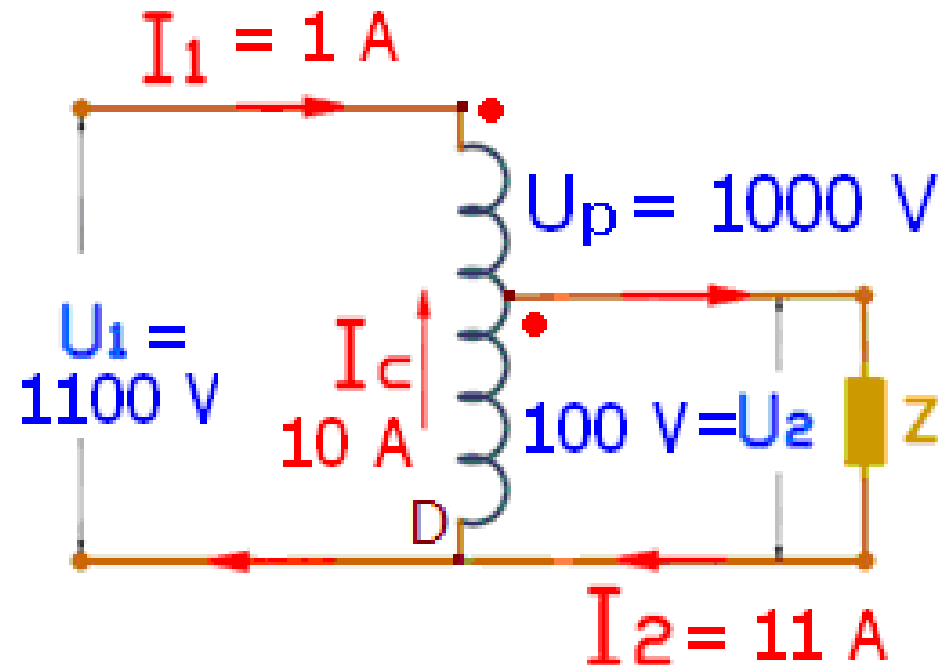 I1 = 1 A
Up = 1000 V
U1 =
1100 V
Ic
10 A
100 V=U2
Z
D
I2 = 11 A